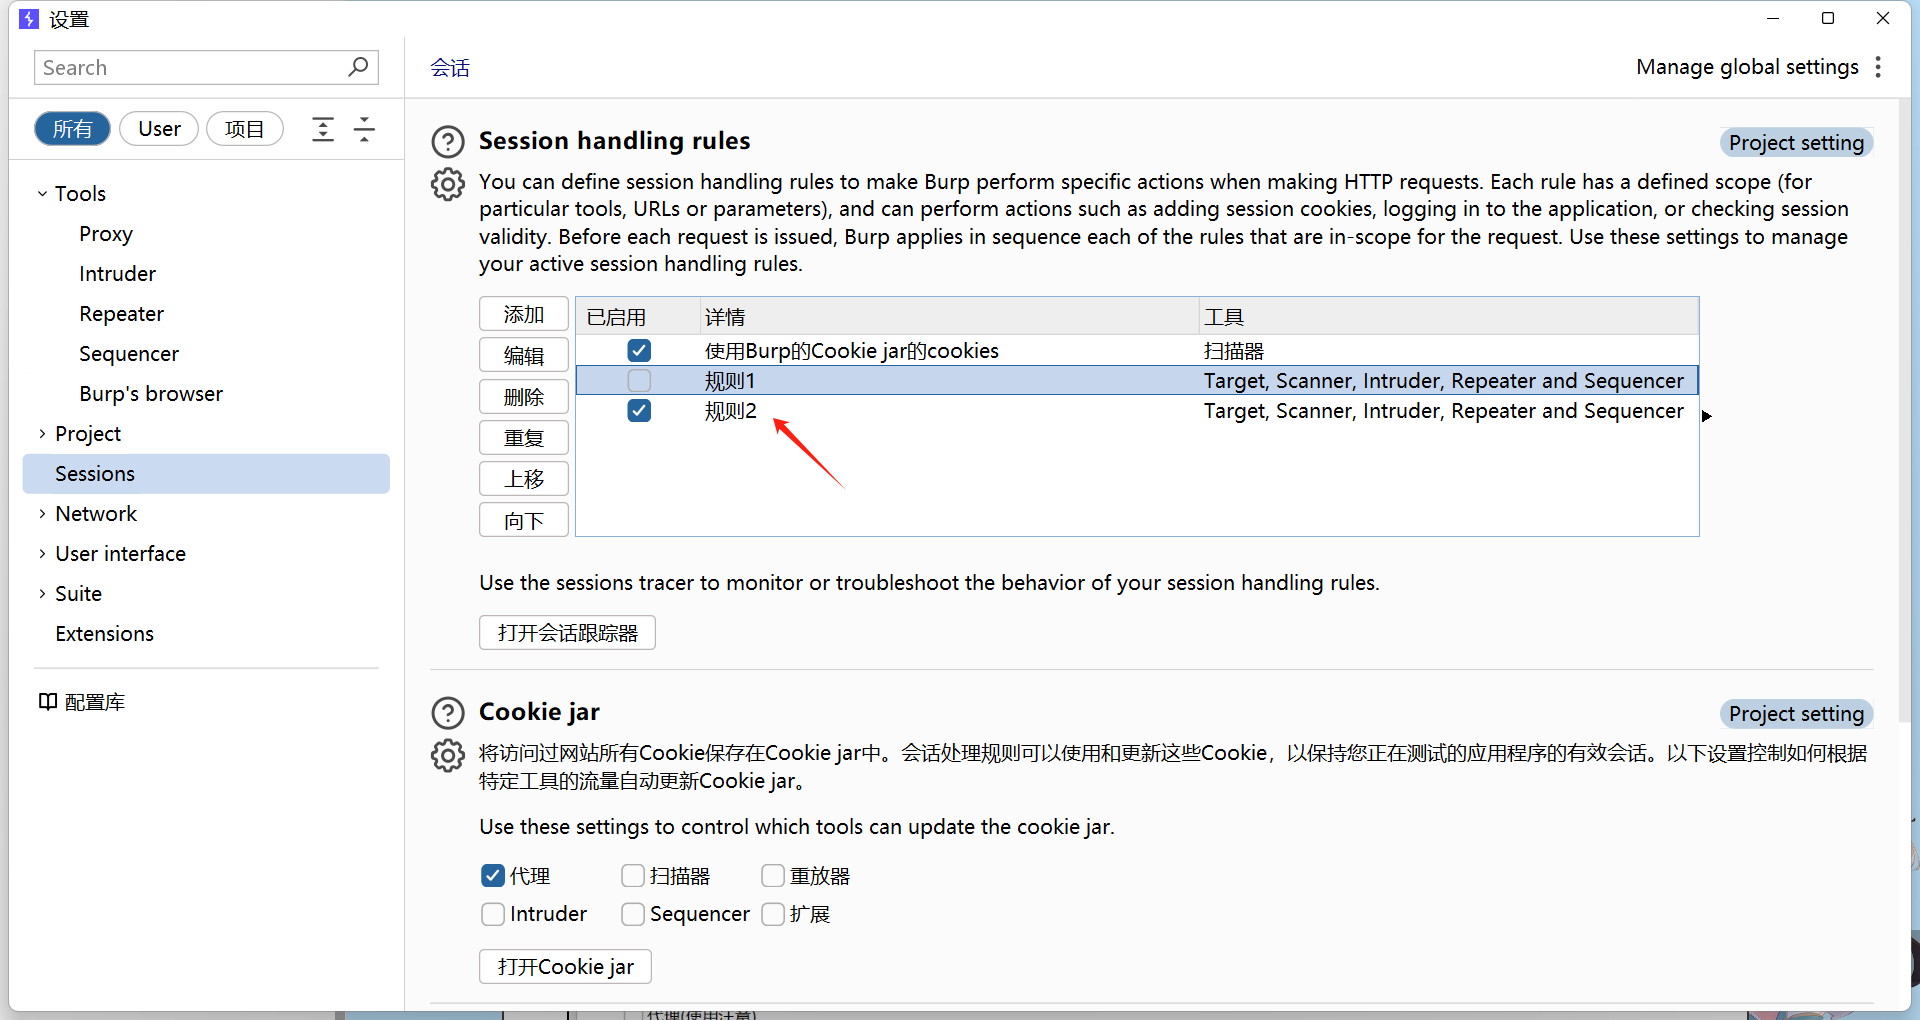 设置
Search
所有 User 项目
Tools
Proxy
Intruder
Repeater
Sequencer
Burp's browser
Project
Sessions
Network
User interface
Suite
Extensions
配置库
会话
Manage global settings
Session handling rules
Project setting
You can define session handling rules to make Burp perform specific actions when making HTTP requests. Each rule has a defined scope (for
particular tools, URLs or parameters), and can perform actions such as adding session cookies, logging in to the application, or checking session
validity. Before each request is issued, Burp applies in sequence each of the rules that are in-scope for the request. Use these settings to manage
your active session handling rules.
添加
编辑
删除
重复
上移
向下
已启用 详情 工具
使用Burp的Cookie jar的cookies 扫描器
规则1 Target, Scanner, Intruder, Repeater and Sequencer
规则2 Target, Scanner, Intruder, Repeater and Sequencer
Use the sessions tracer to monitor or troubleshoot the behavior of your session handling rules.
打开会话跟踪器
Cookie jar
Project setting
将访问过网站所有Cookie保存在Cookie jar中。会话处理规则可以使用和更新这些Cookie，以保持您正在测试的应用程序的有效会话。以下设置控制如何根据
特定工具的流量自动更新Cookie jar。
Use these settings to control which tools can update the cookie jar.
代理 扫描器 重放器
Intruder Sequencer 扩展
打开Cookie jar
代理(使用注意)